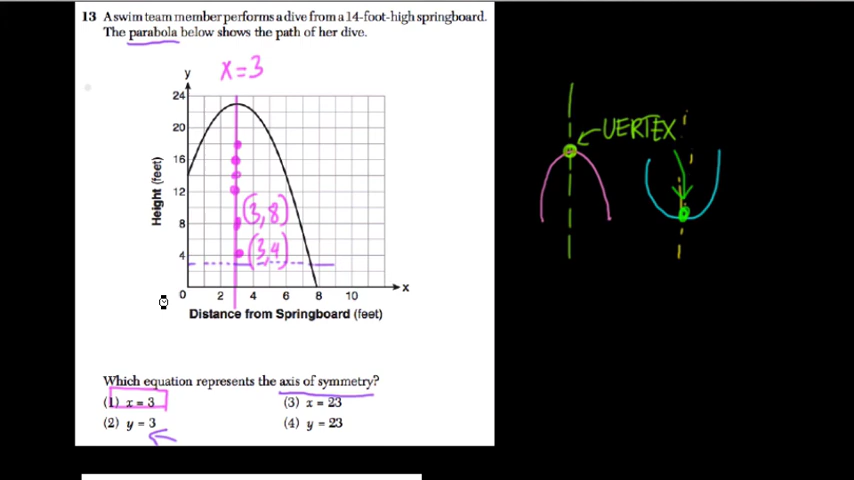 13 A swim team member performs a dive from a 14-foot-high springboard.
The parabola below shows the path of her dive.
x=3
y
24
20
16
12
8
4
0
2
4
6
8
10
x
Height (feet)
(3,8)
(3,4)
Distance from Springboard (feet)
VERTEX
Which equation represents the axis of symmetry?
(1) x = 3
(3) x = 23
(2) y = 3
(4) y = 23